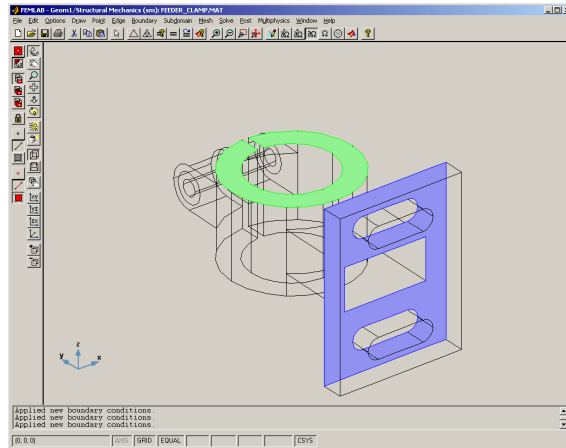 FEMLAB - Geom1/Structural Mechanics (sm): FEEDER_CLAMP.MAT
File Edit Options Draw Point Edge Boundary Subdomain Mesh Solve Post Multiphysics Window Help
z
y
x
Applied new boundary conditions.
Applied new boundary conditions.
Applied new boundary conditions.
(0, 0, 0) AXIS GRID EQUAL CSYS